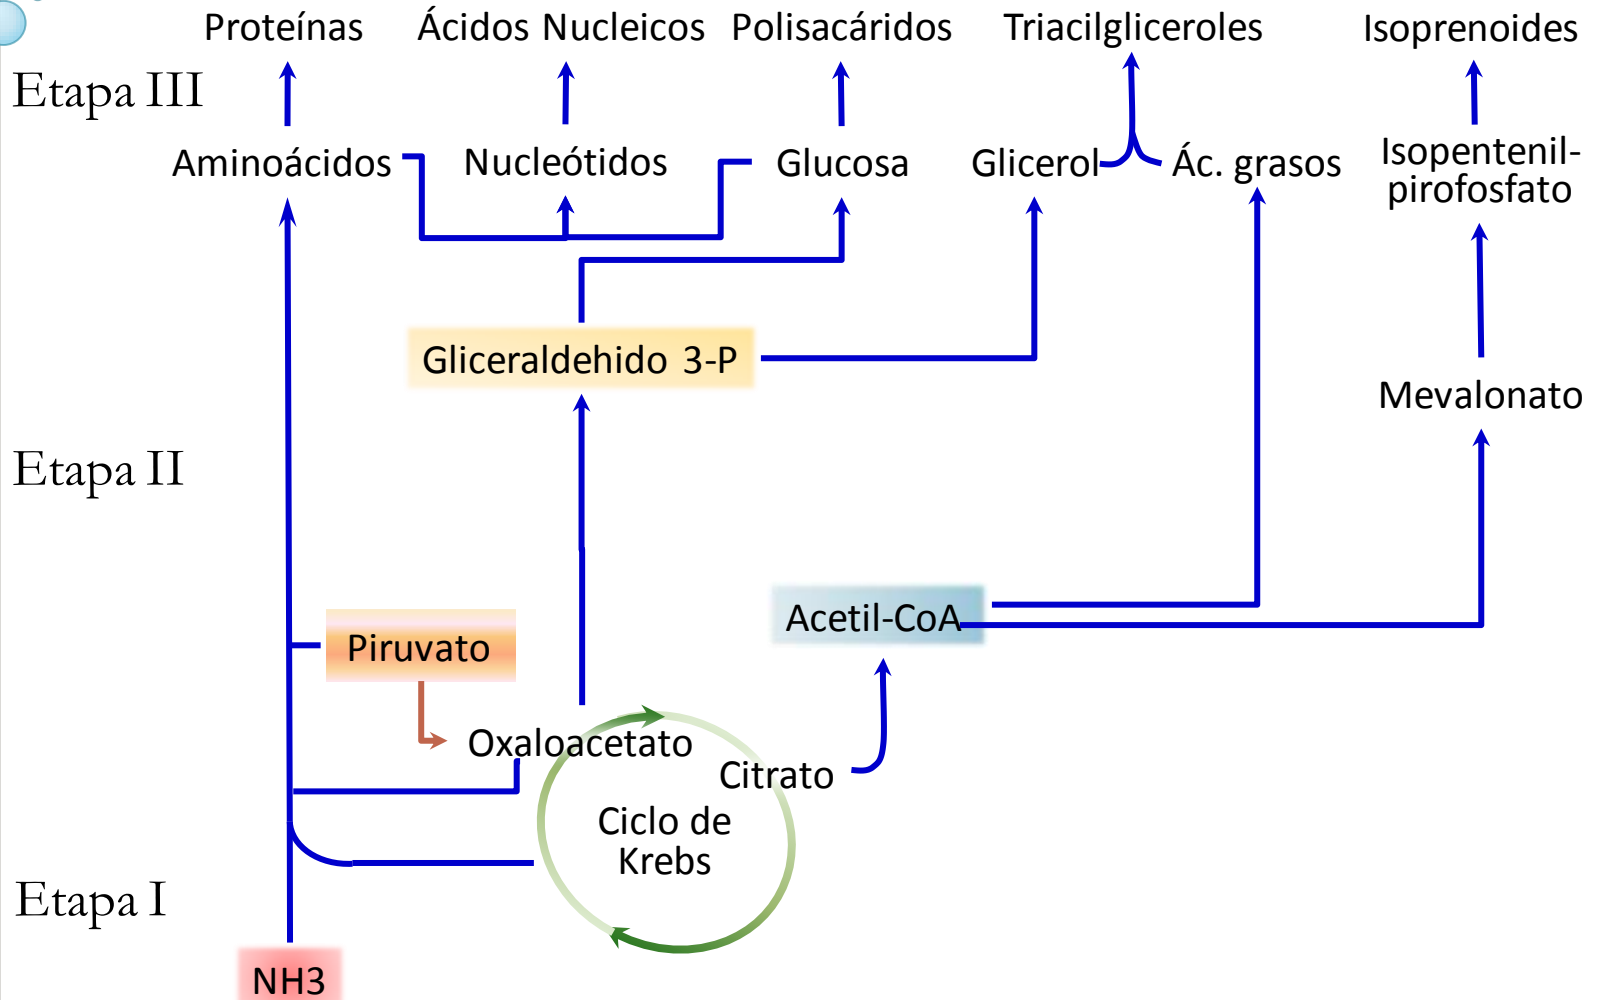 Proteínas Ácidos Nucleicos Polisacáridos Triacilgliceroles Isoprenoides
Etapa III
Aminoácidos Nucleótidos Glucosa Glicerol Ác. grasos Isopentenil-
pirofosfato
Gliceraldehido 3-P
Mevalonato
Etapa II
Acetil-CoA
Piruvato
Oxaloacetato
Citrato
Ciclo de
Krebs
Etapa I
NH3